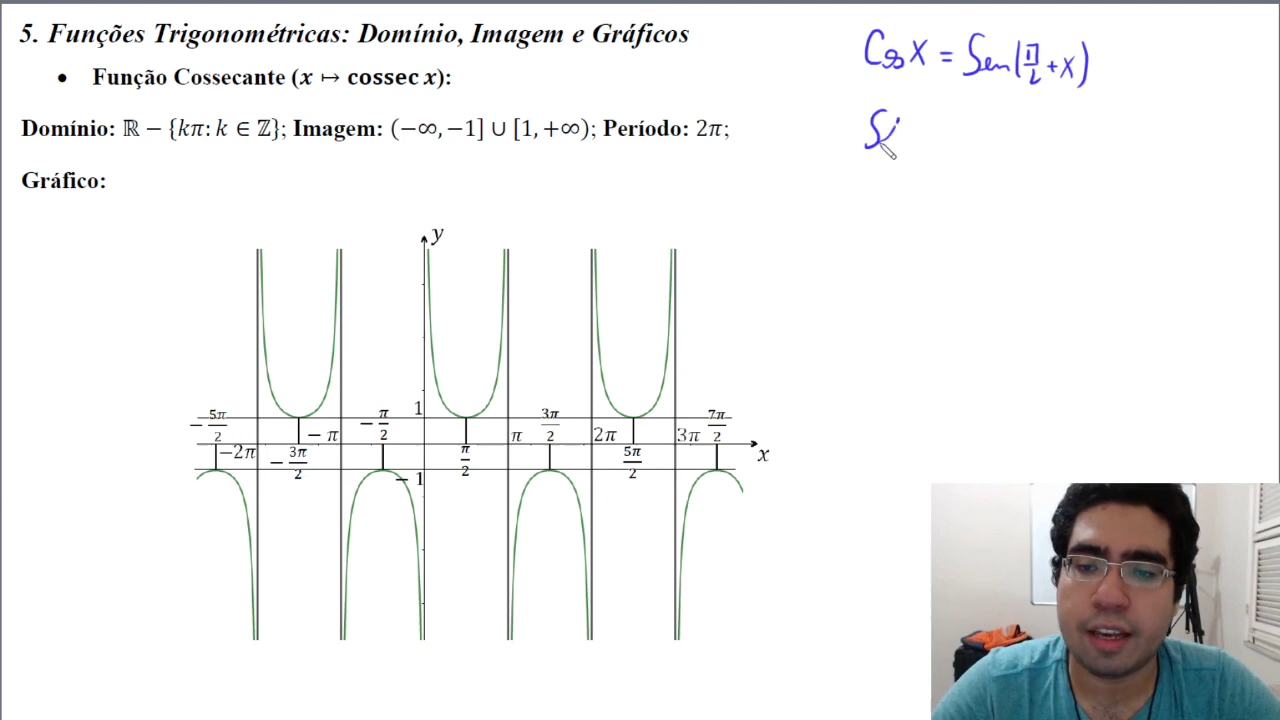 5. Funções Trigonométricas: Domínio, Imagem e Gráficos
• Função Cossecante (x ↦ cossec x):
Domínio: ℝ − {kπ: k ∈ ℤ}; Imagem: (−∞, −1] ∪ [1, +∞); Período: 2π;
Gráfico:
Cos x = Sen(π/2 + x)
y
− 5π/2
−2π
− 3π/2
− π
− π/2
1
− 1
π/2
π
3π/2
2π
5π/2
3π
7π/2
x